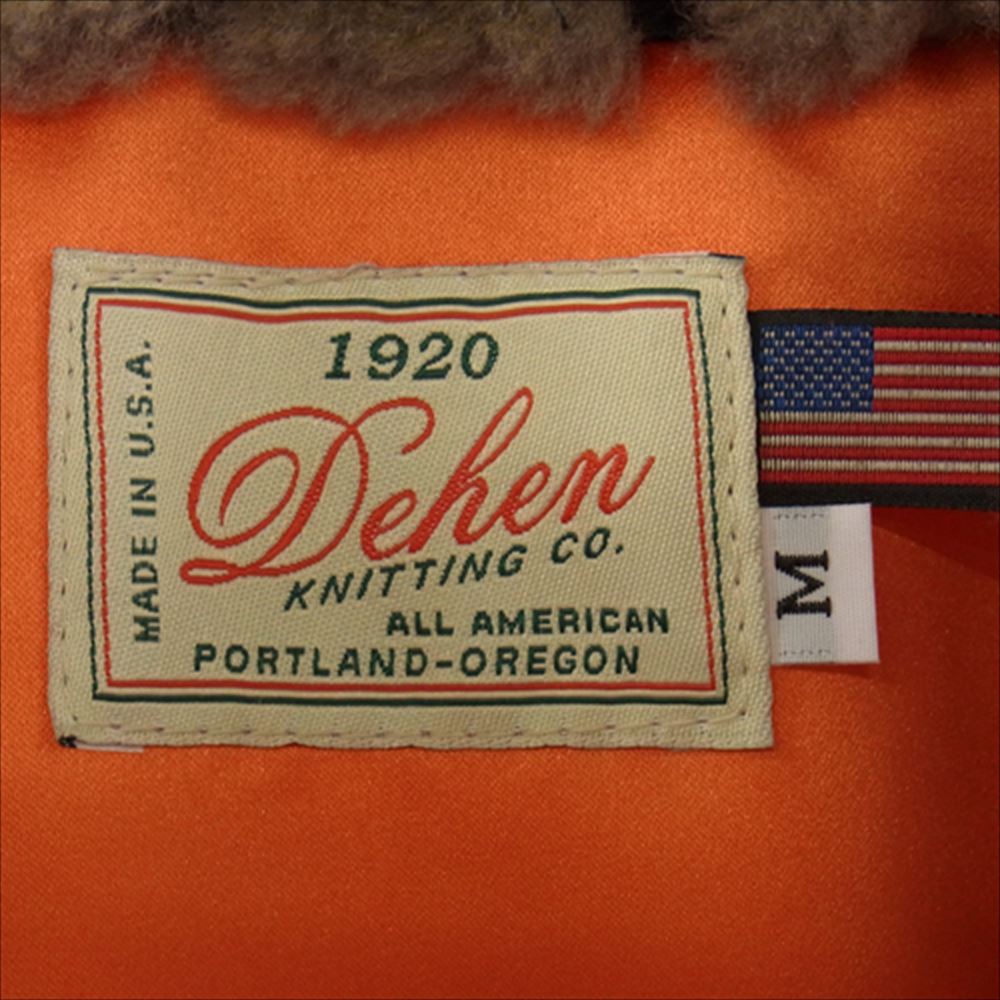 1920
MADE IN U.S.A.
Dehen
KNITTING CO.
ALL AMERICAN
PORTLAND-OREGON
M